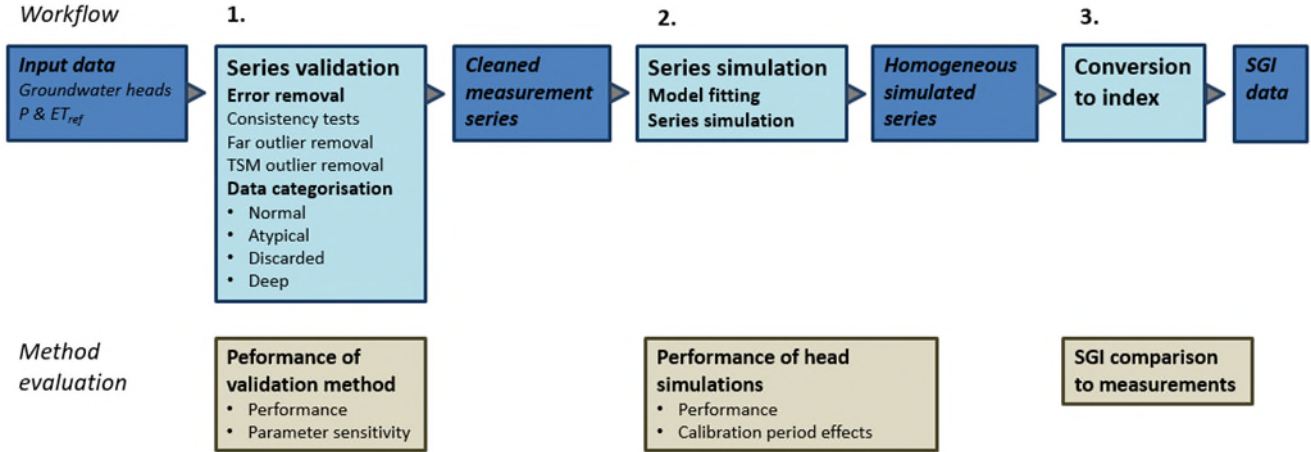 Workflow
1.
2.
3.
Input data
Groundwater heads
P & ETref
Series validation
Error removal
Consistency tests
Far outlier removal
TSM outlier removal
Data categorisation
• Normal
• Atypical
• Discarded
• Deep
Cleaned
measurement
series
Series simulation
Model fitting
Series simulation
Homogeneous
simulated
series
Conversion
to index
SGI
data
Method
evaluation
Peformance of
validation method
• Performance
• Parameter sensitivity
Performance of head
simulations
• Performance
• Calibration period effects
SGI comparison
to measurements